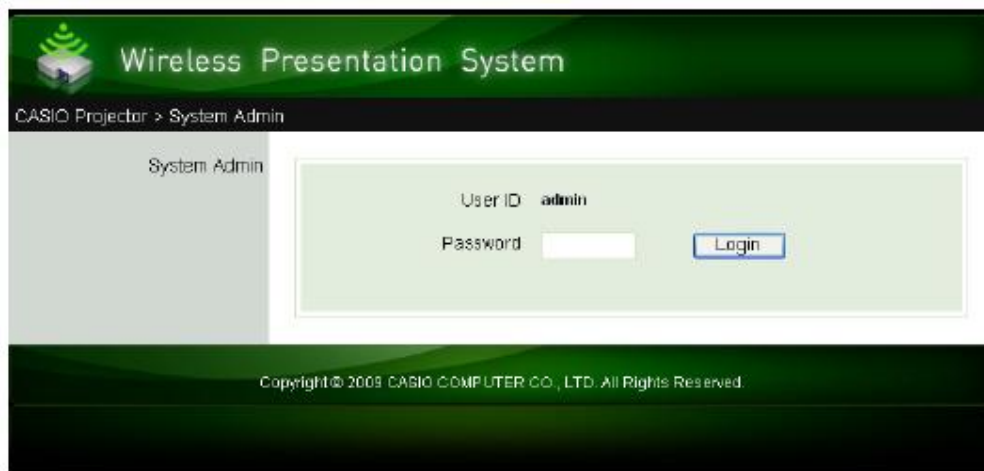 Wireless Presentation System
CASIO Projector > System Admin
System Admin
User ID admin
Password Login
Copyright © 2009 CASIO COMPUTER CO., LTD. All Rights Reserved.